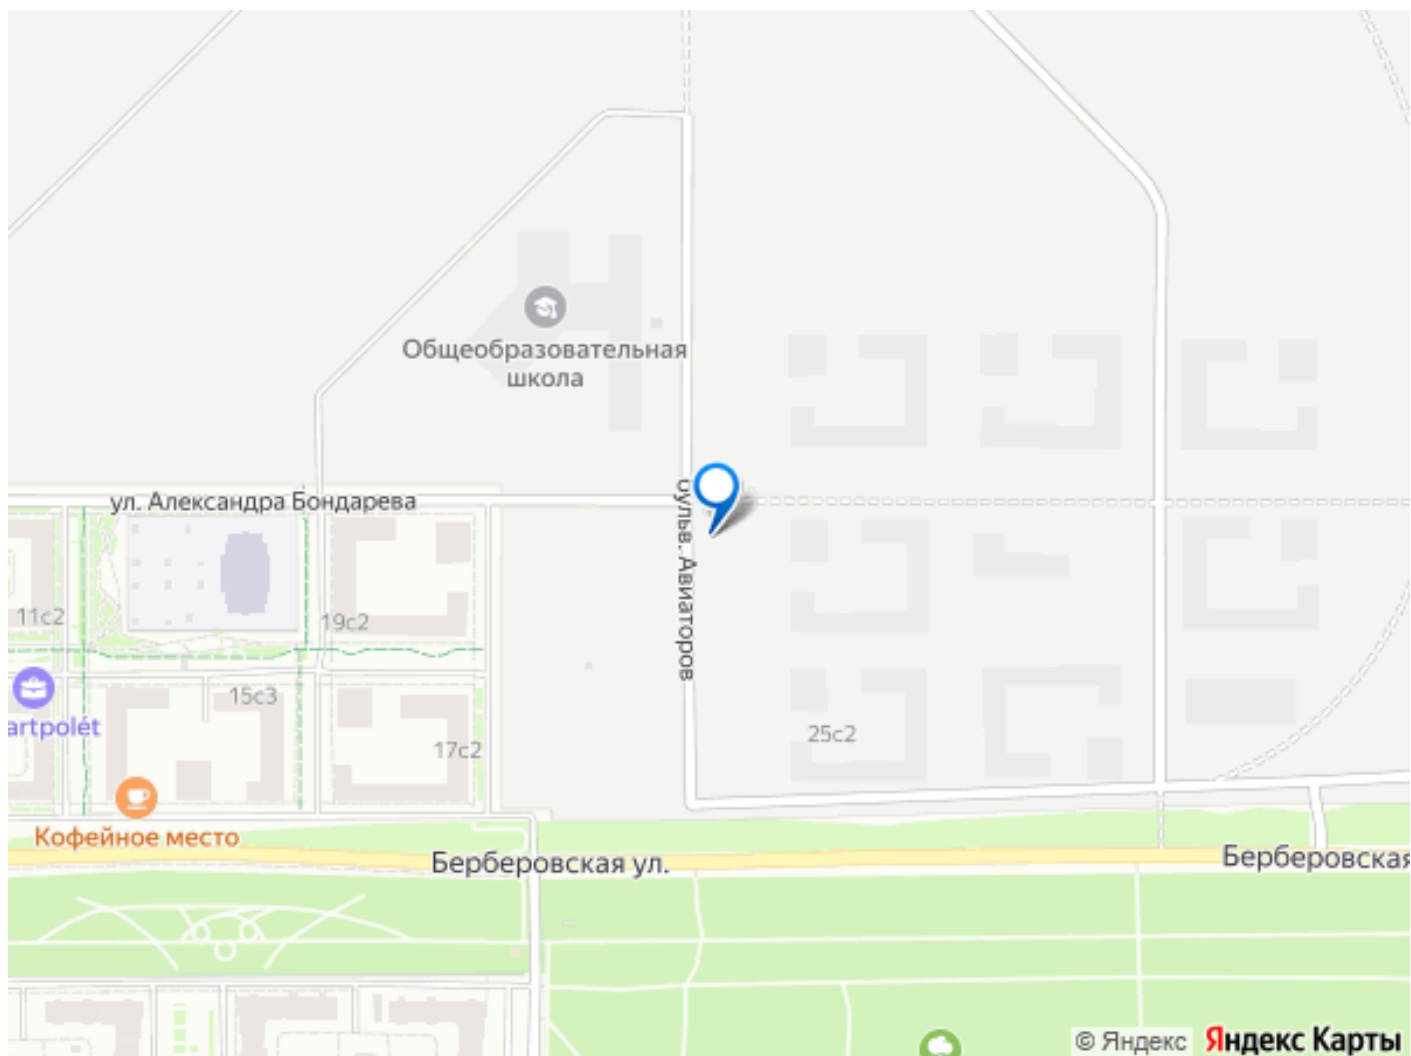 Общеобразовательная
школа
ул. Александра Бондарева
бульв. Авиаторов
11с2
19с2
15с3
artpolét
17с2
25с2
Кофейное место
Берберовская ул.
Берберовская
© Яндекс Яндекс Карты